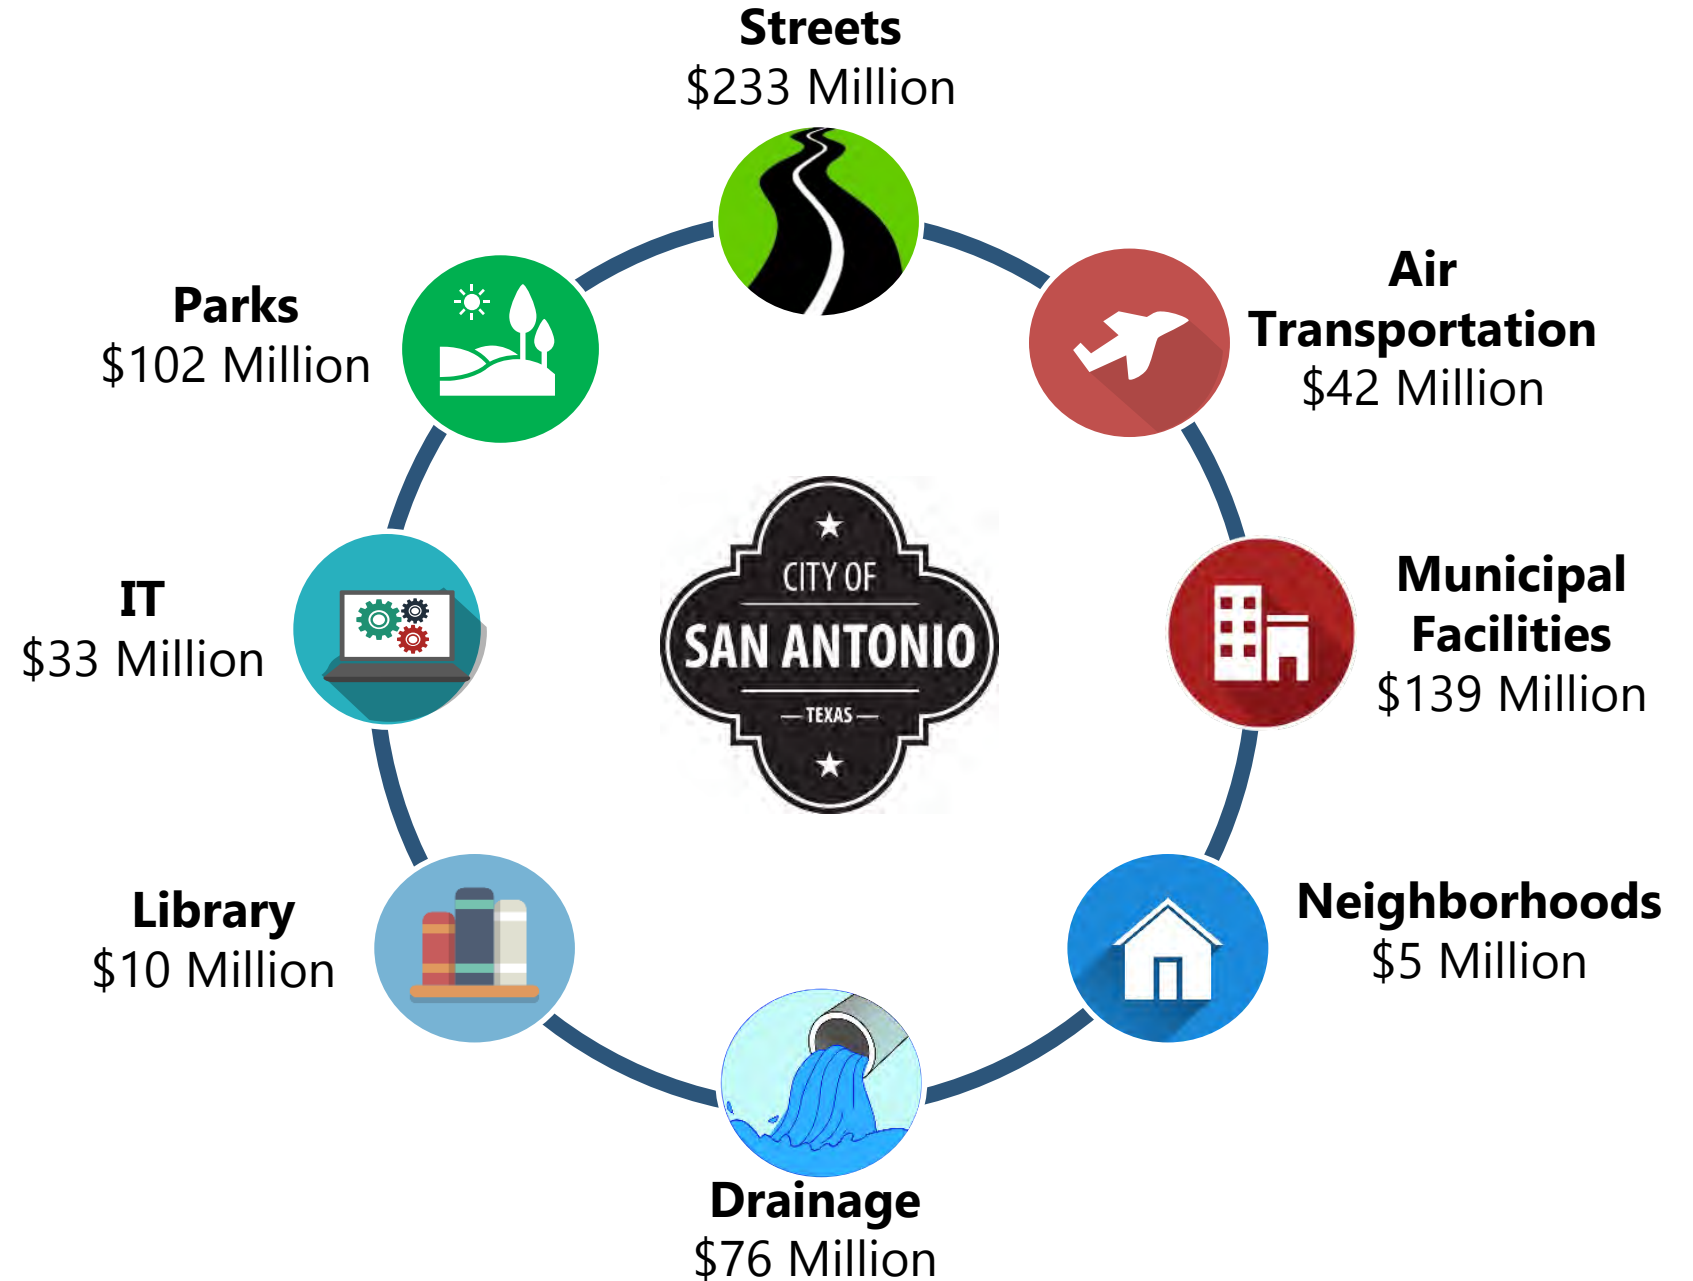 Streets
$233 Million
Air
Transportation
$42 Million
Parks
$102 Million
Municipal
Facilities
$139 Million
IT
$33 Million
CITY OF
SAN ANTONIO
— TEXAS —
Neighborhoods
$5 Million
Library
$10 Million
Drainage
$76 Million